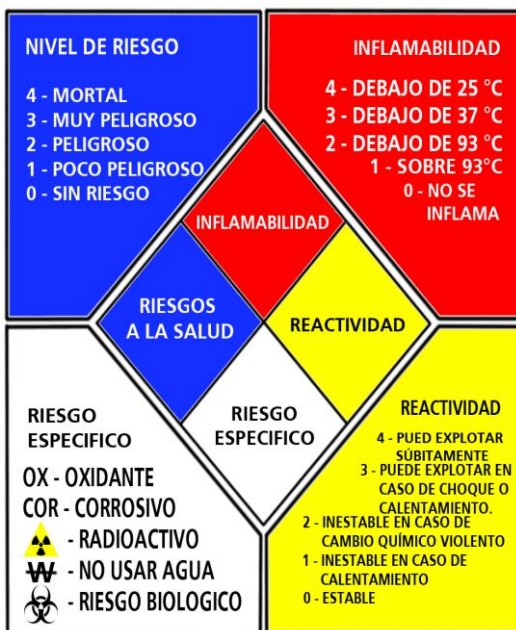 NIVEL DE RIESGO
4 - MORTAL
3 - MUY PELIGROSO
2 - PELIGROSO
1 - POCO PELIGROSO
0 - SIN RIESGO
INFLAMABILIDAD
4 - DEBAJO DE 25 °C
3 - DEBAJO DE 37 °C
2 - DEBAJO DE 93 °C
1 - SOBRE 93°C
0 - NO SE
INFLAMA
INFLAMABILIDAD
RIESGOS
A LA SALUD
REACTIVIDAD
RIESGO
ESPECIFICO
RIESGO
ESPECIFICO
OX - OXIDANTE
COR - CORROSIVO
- RADIOACTIVO
W - NO USAR AGUA
- RIESGO BIOLOGICO
REACTIVIDAD
4 - PUED EXPLOTAR
SÚBITAMENTE
3 - PUEDE EXPLOTAR EN
CASO DE CHOQUE O
CALENTAMIENTO.
2 - INESTABLE EN CASO DE
CAMBIO QUÍMICO VIOLENTO
1 - INESTABLE EN CASO DE
CALENTAMIENTO
0 - ESTABLE